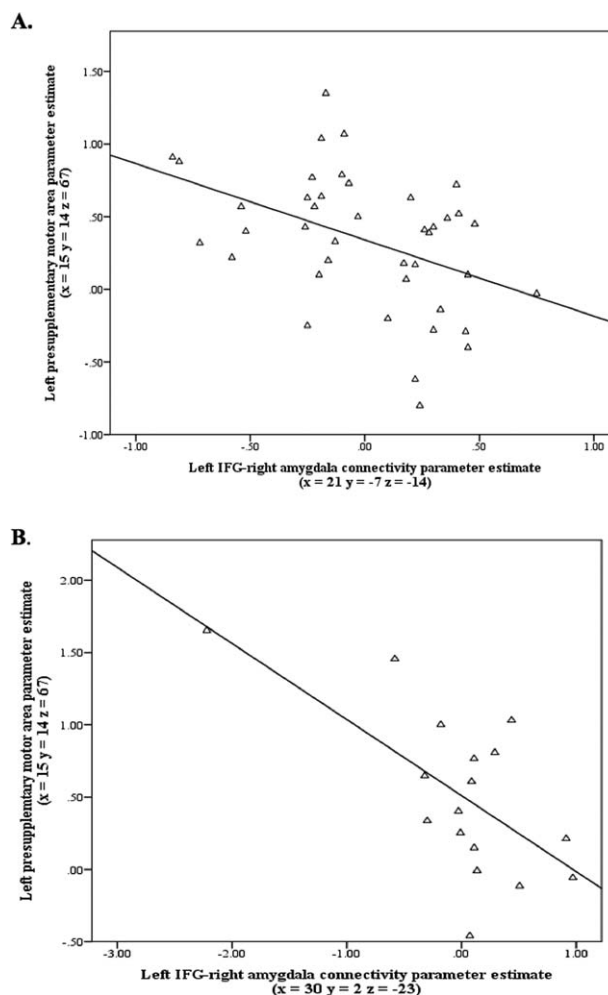 A.
Left presupplementary motor area parameter estimate
(x = 15 y = 14 z = 67)
1.50
1.00
.50
.00
-.50
-1.00
-1.00
-.50
.00
.50
1.00
Left IFG-right amygdala connectivity parameter estimate
(x = 21 y = -7 z = -14)
B.
Left presupplemtary motor area parameter estimate
(x = 15 y = 14 z = 67)
2.00
1.50
1.00
.50
.00
-.50
-3.00
-2.00
-1.00
.00
1.00
Left IFG-right amygdala connectivity parameter estimate
(x = 30 y = 2 z = -23)